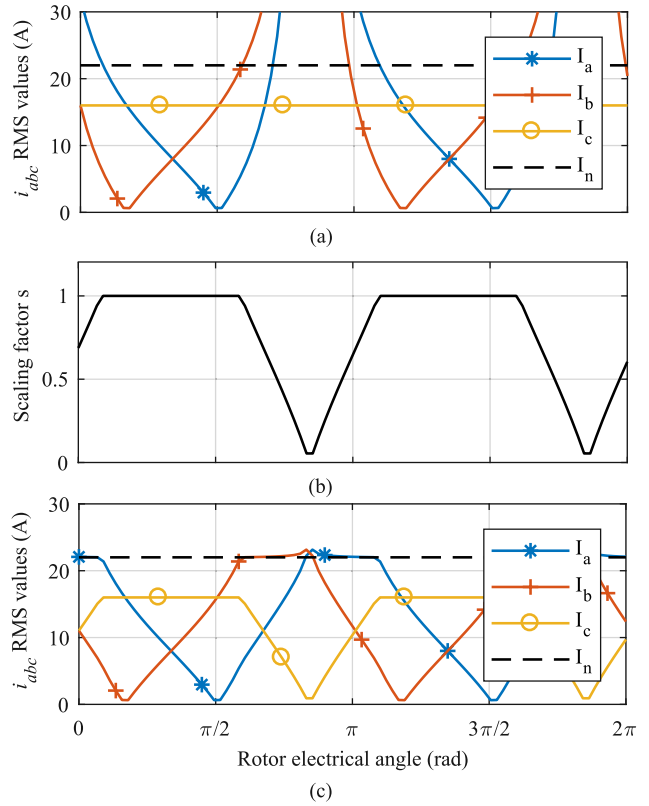 30
20
10
0
i_abc RMS values (A)
I_a
I_b
I_c
I_n
(a)
1
0.5
0
Scaling factor s
(b)
30
20
10
0
i_abc RMS values (A)
I_a
I_b
I_c
I_n
0 π/2 π 3π/2 2π
Rotor electrical angle (rad)
(c)